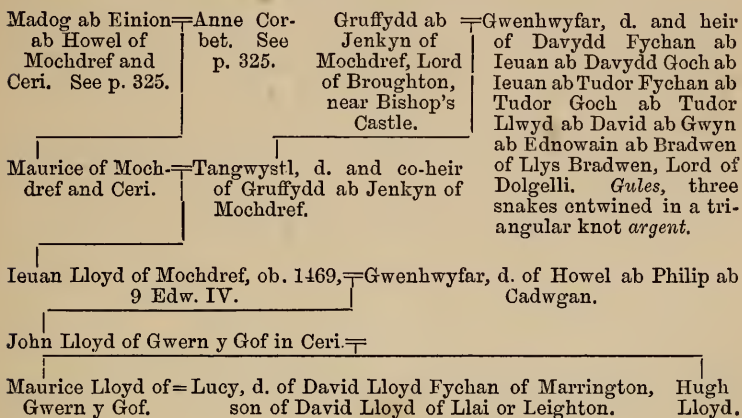 Madog ab Einion=Anne Cor-
ab Howel of bet. See
Mochdref and p. 325.
Ceri. See p. 325.
Gruffydd ab =Gwenhwyfar, d. and heir
Jenkyn of of Davydd Fychan ab
Mochdref, Lord Ieuan ab Davydd Goch ab
of Broughton, Ieuan ab Tudor Fychan ab
near Bishop's Tudor Goch ab Tudor
Castle. Llwyd ab David ab Gwyn
ab Ednowain ab Bradwen
of Llys Bradwen, Lord of
Dolgelli. Gules, three
snakes entwined in a tri-
angular knot argent.
Maurice of Moch-=Tangwystl, d. and co-heir
dref and Ceri. of Gruffydd ab Jenkyn of
Mochdref.
Ieuan Lloyd of Mochdref, ob. 1469,=Gwenhwyfar, d. of Howel ab Philip ab
9 Edw. IV. Cadwgan.
John Lloyd of Gwern y Gof in Ceri.=
Maurice Lloyd of= Lucy, d. of David Lloyd Fychan of Marrington, Hugh
Gwern y Gof. son of David Lloyd of Llai or Leighton. Lloyd.